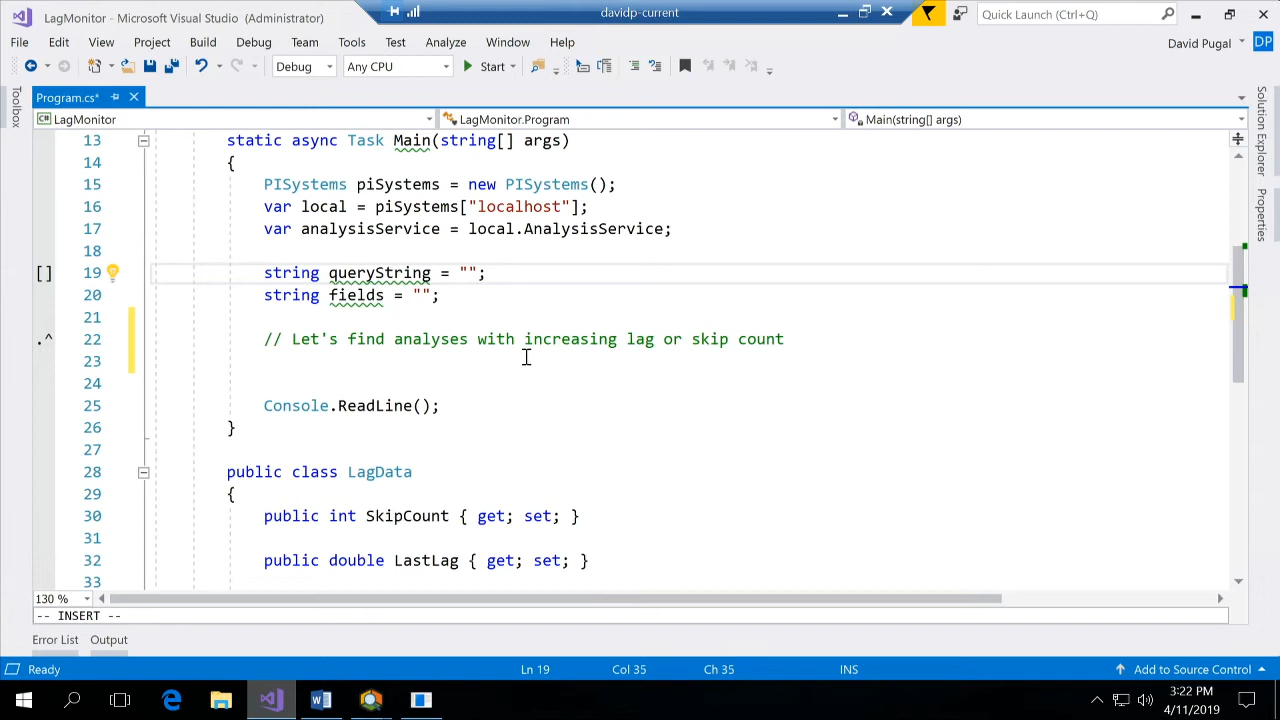 LagMonitor - Microsoft Visual Studio (Administrator)
davidp-current
Quick Launch (Ctrl+Q)
File Edit View Project Build Debug Team Tools Test Analyze Window Help
David Pugal DP
Debug Any CPU Start
Program.cs*
LagMonitor LagMonitor.Program Main(string[] args)
Toolbox
Solution Explorer
Properties
13 static async Task Main(string[] args)
14 {
15 PISystems piSystems = new PISystems();
16 var local = piSystems["localhost"];
17 var analysisService = local.AnalysisService;
18
[] 19 string queryString = "";
20 string fields = "";
21
.^ 22 // Let's find analyses with increasing lag or skip count
23
24
25 Console.ReadLine();
26 }
27
28 public class LagData
29 {
30 public int SkipCount { get; set; }
31
32 public double LastLag { get; set; }
33
130 %
-- INSERT --
Error List Output
Ready Ln 19 Col 35 Ch 35 INS Add to Source Control
3:22 PM
4/11/2019